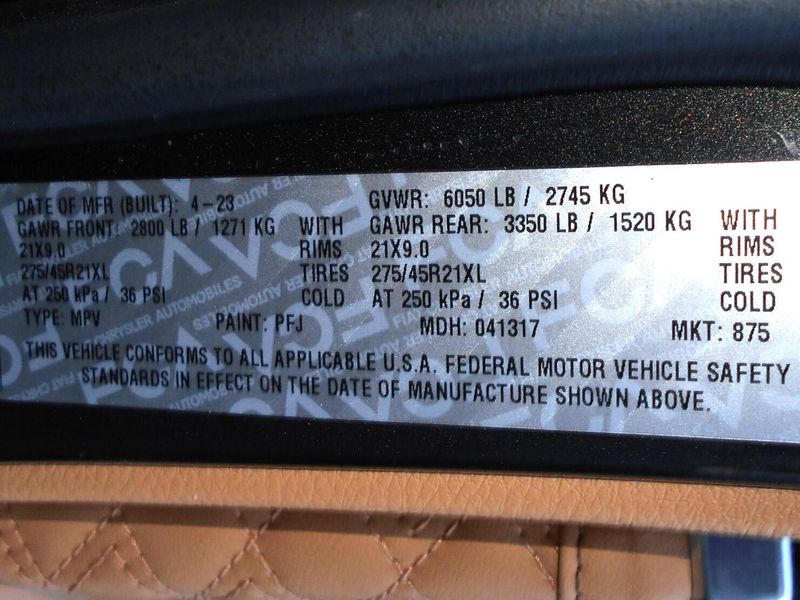 DATE OF MFR (BUILT): 4-23 GVWR: 6050 LB / 2745 KG
GAWR FRONT: 2800 LB / 1271 KG WITH GAWR REAR: 3350 LB / 1520 KG WITH
21X9.0 RIMS 21X9.0 RIMS
275/45R21XL TIRES 275/45R21XL TIRES
AT 250 kPa / 36 PSI COLD AT 250 kPa / 36 PSI COLD
TYPE: MPV PAINT: PFJ MDH: 041317 MKT: 875
THIS VEHICLE CONFORMS TO ALL APPLICABLE U.S.A. FEDERAL MOTOR VEHICLE SAFETY
STANDARDS IN EFFECT ON THE DATE OF MANUFACTURE SHOWN ABOVE.